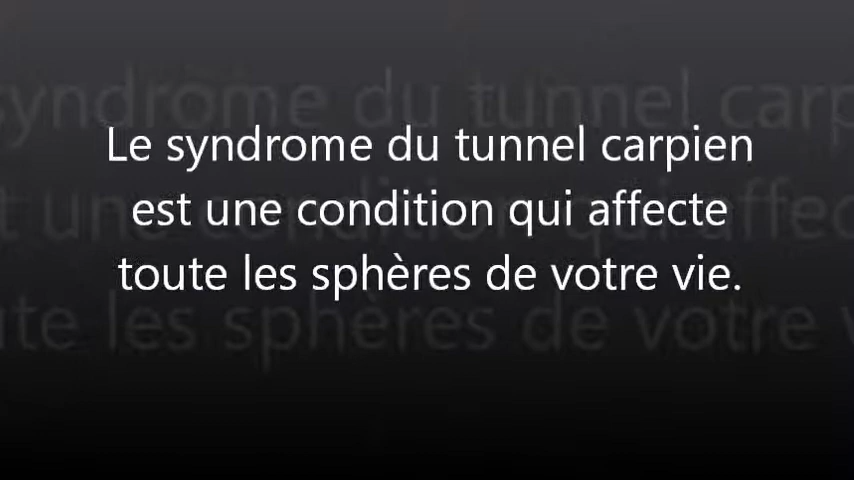 Le syndrome du tunnel carpien
est une condition qui affecte
toute les sphères de votre vie.